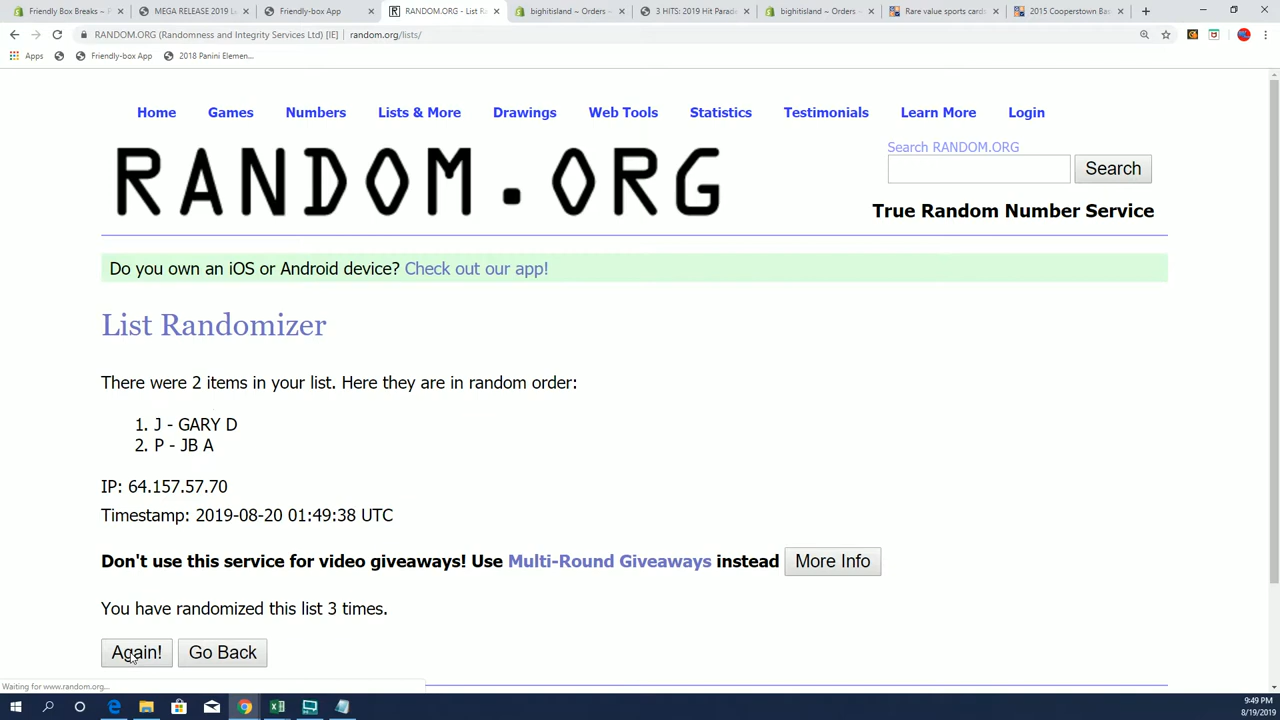 Friendly Box Breaks ~ P
MEGA RELEASE 2019 L
Friendly-box App
RANDOM.ORG - List R
bighitisland ~ Orders
3 HITS: 2019 Hit Parad
bighitisland ~ Orders
Rare value sports card
2015 Cooperstown Ba
RANDOM.ORG (Randomness and Integrity Services Ltd) [IE] | random.org/lists/
Apps
Friendly-box App
2018 Panini Elemen...
Home
Games
Numbers
Lists & More
Drawings
Web Tools
Statistics
Testimonials
Learn More
Login
RANDOM.ORG
Search RANDOM.ORG
Search
True Random Number Service
Do you own an iOS or Android device? Check out our app!
List Randomizer
There were 2 items in your list. Here they are in random order:
1. J - GARY D
2. P - JB A
IP: 64.157.57.70
Timestamp: 2019-08-20 01:49:38 UTC
Don't use this service for video giveaways! Use Multi-Round Giveaways instead More Info
You have randomized this list 3 times.
Again! Go Back
Waiting for www.random.org...
9:49 PM
8/19/2019